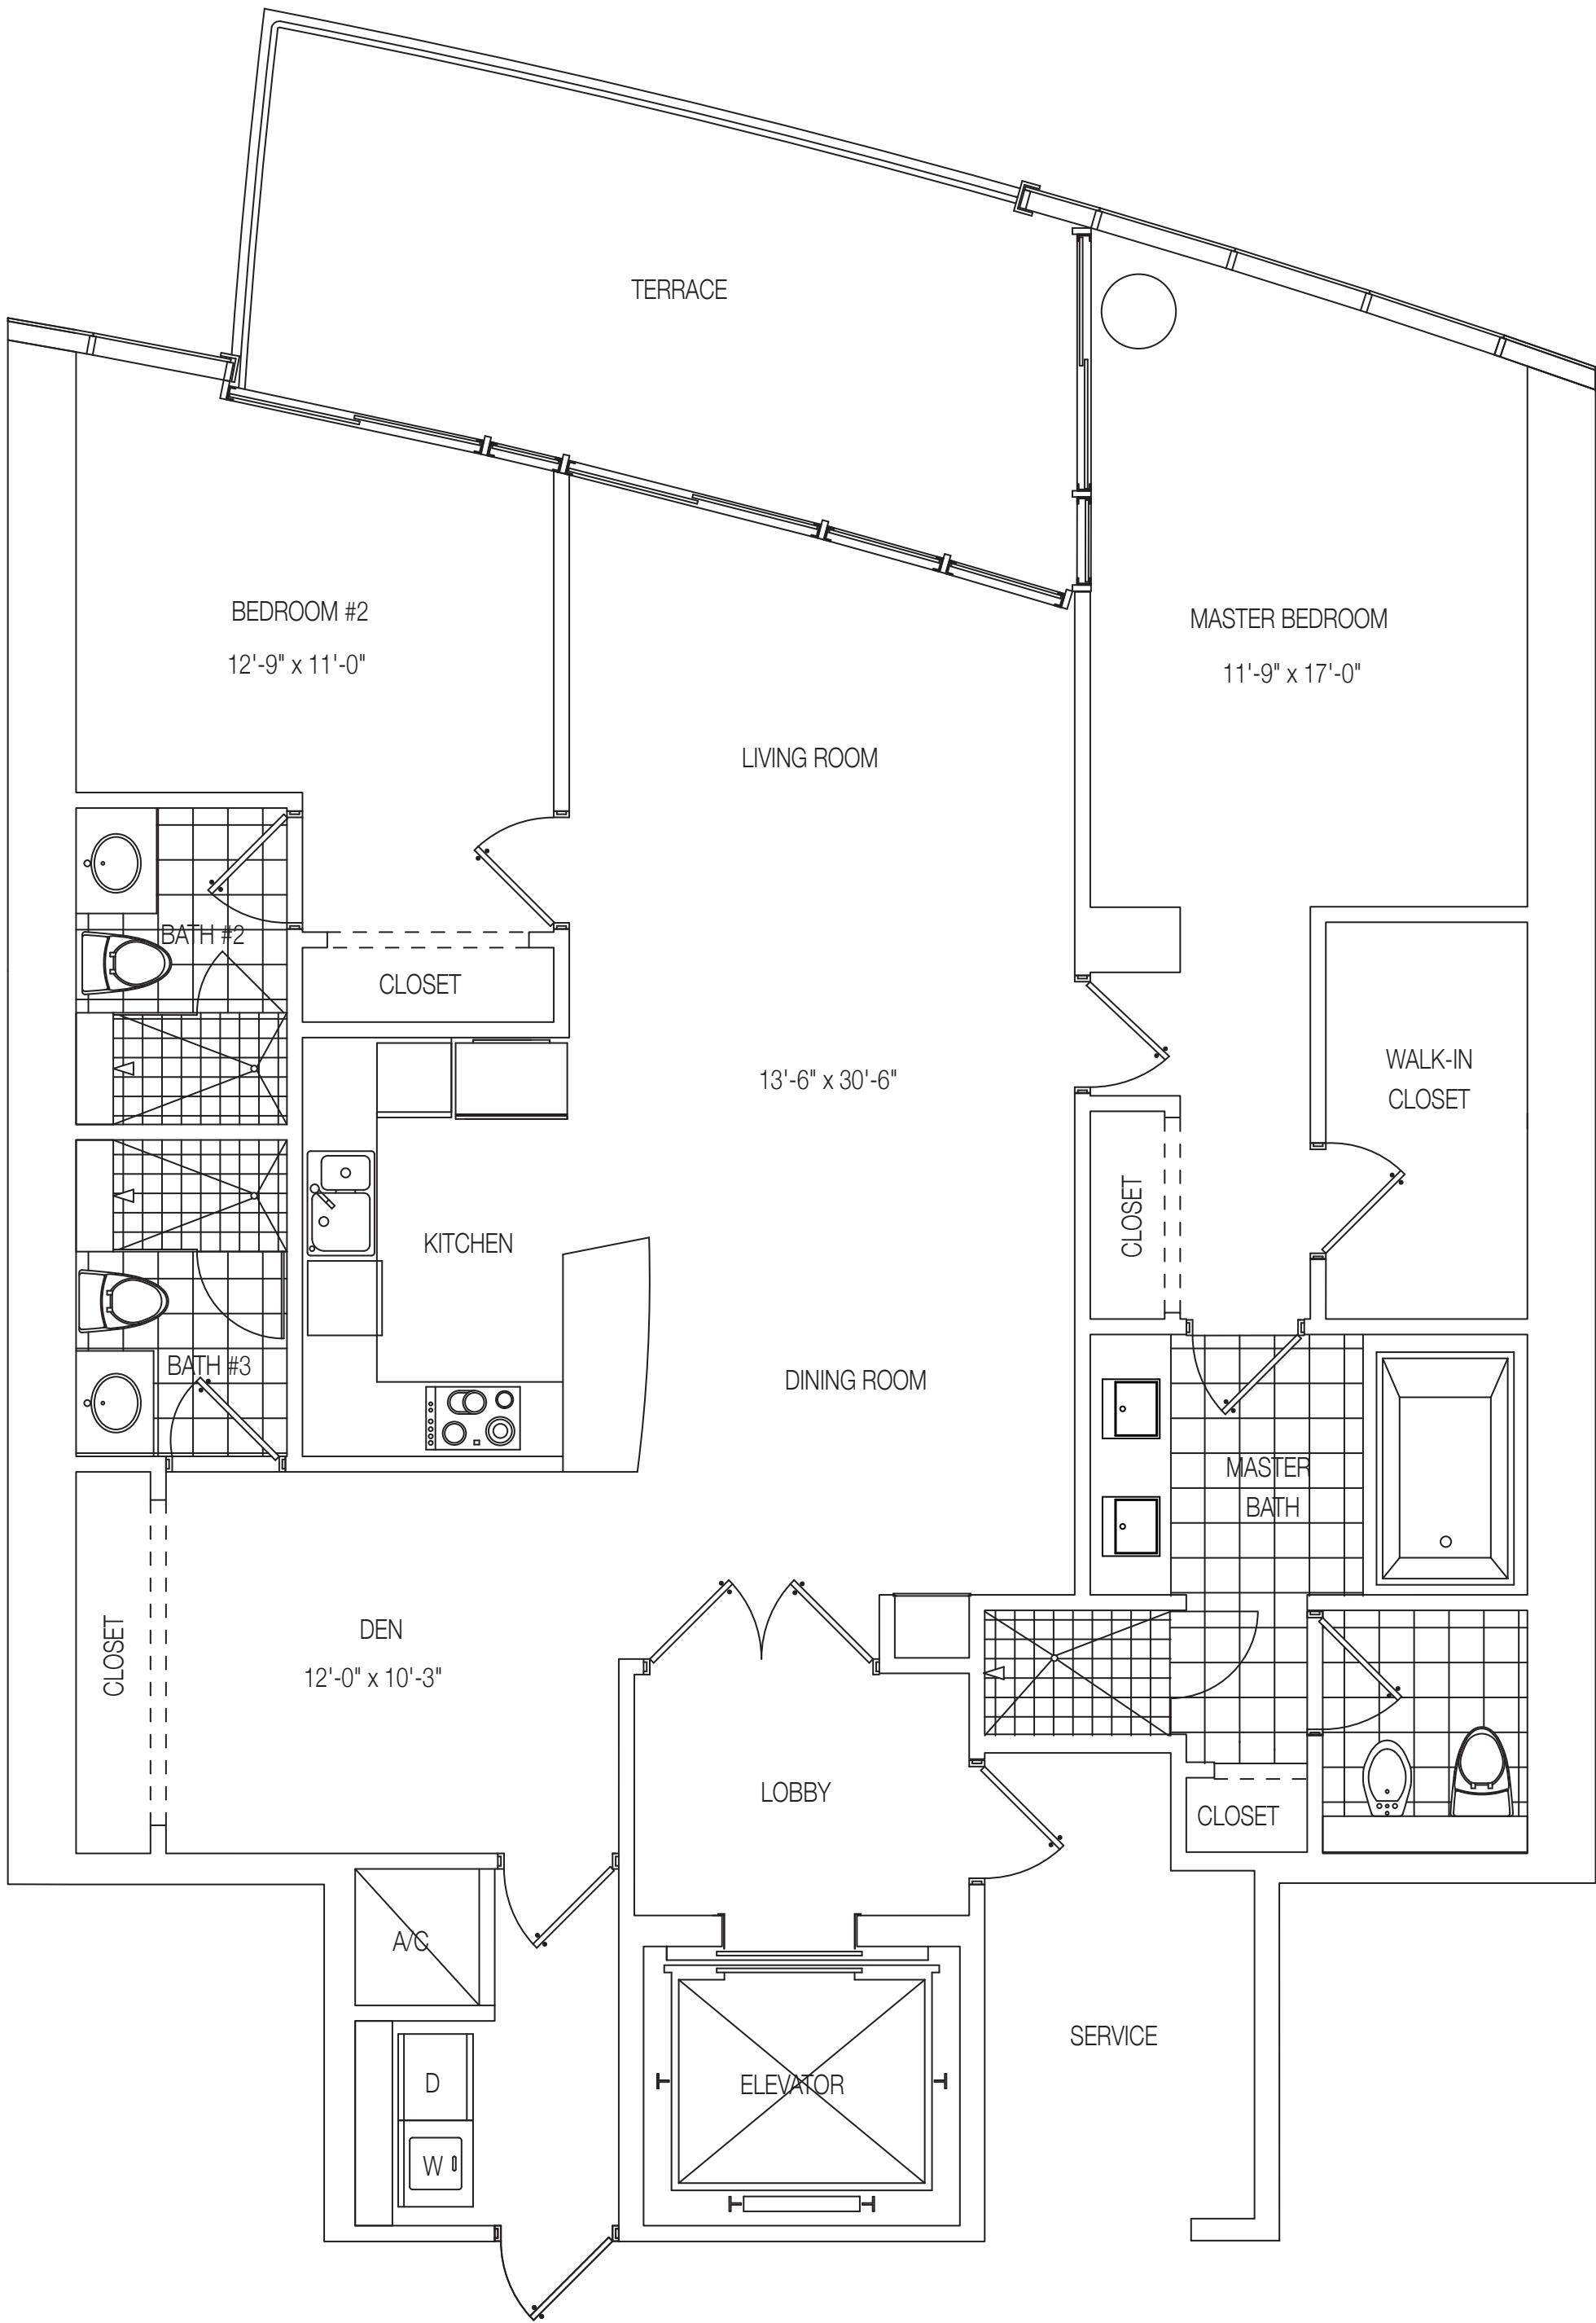 TERRACE
BEDROOM #2
12'-9" x 11'-0"
MASTER BEDROOM
11'-9" x 17'-0"
LIVING ROOM
BATH #2
CLOSET
13'-6" x 30'-6"
WALK-IN
CLOSET
CLOSET
KITCHEN
BATH #3
DINING ROOM
MASTER
BATH
CLOSET
DEN
12'-0" x 10'-3"
LOBBY
CLOSET
A/C
SERVICE
D
ELEVATOR
W